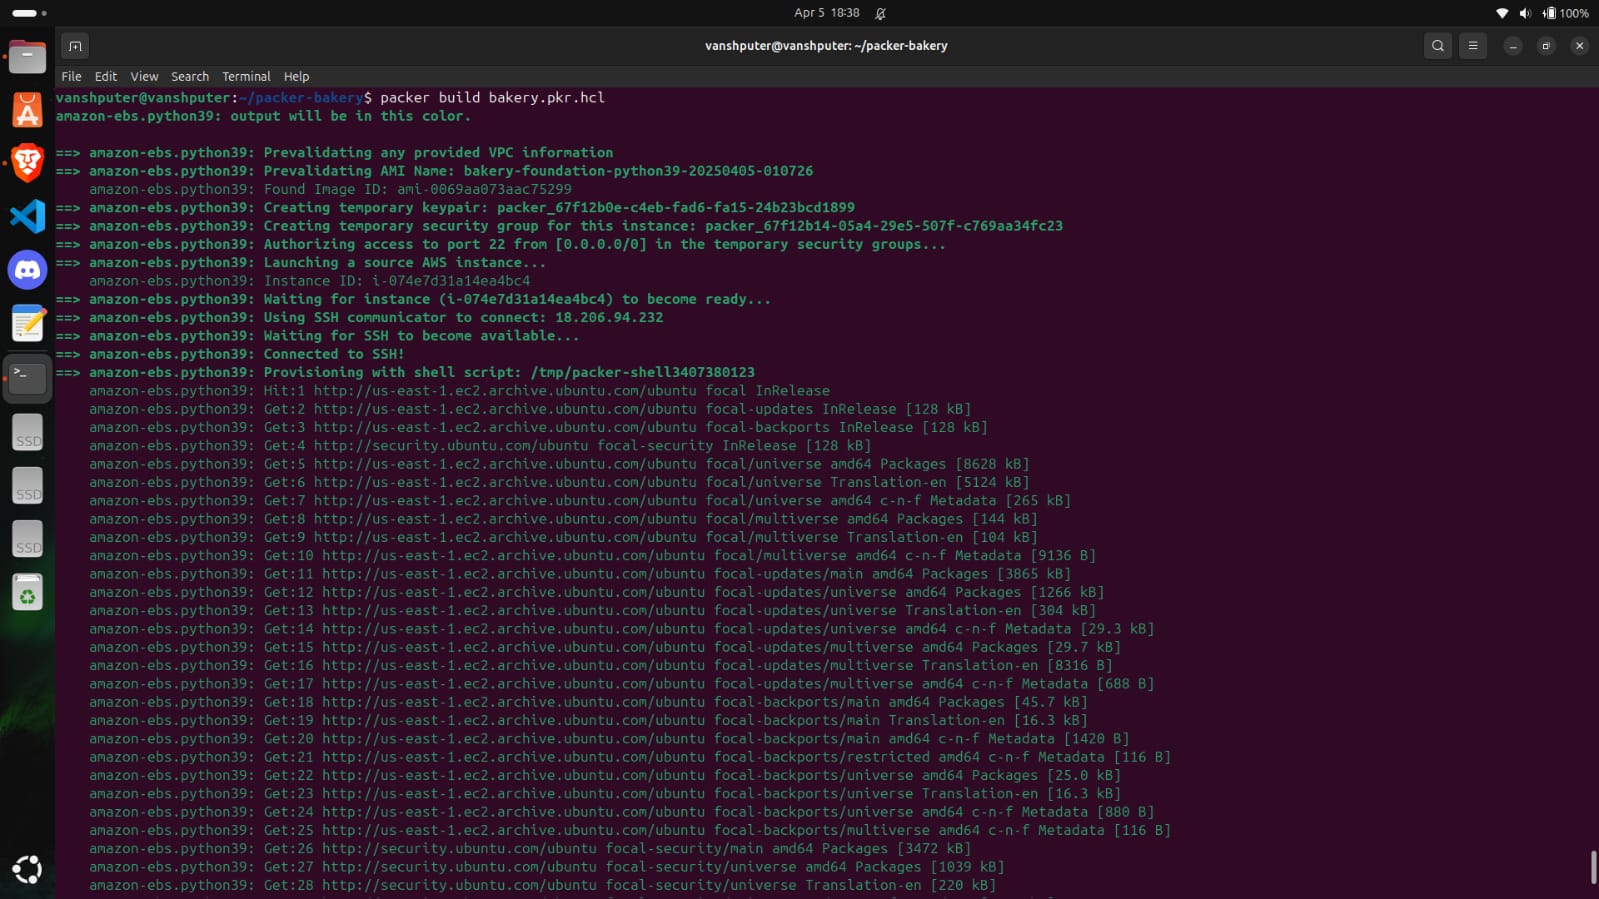 Apr 5 18:38
100%
vanshputer@vanshputer: ~/packer-bakery
File Edit View Search Terminal Help
vanshputer@vanshputer:~/packer-bakery$ packer build bakery.pkr.hcl
amazon-ebs.python39: output will be in this color.
==> amazon-ebs.python39: Prevalidating any provided VPC information
==> amazon-ebs.python39: Prevalidating AMI Name: bakery-foundation-python39-20250405-010726
amazon-ebs.python39: Found Image ID: ami-0069aa073aac75299
==> amazon-ebs.python39: Creating temporary keypair: packer_67f12b0e-c4eb-fad6-fa15-24b23bcd1899
==> amazon-ebs.python39: Creating temporary security group for this instance: packer_67f12b14-05a4-29e5-507f-c769aa34fc23
==> amazon-ebs.python39: Authorizing access to port 22 from [0.0.0.0/0] in the temporary security groups...
==> amazon-ebs.python39: Launching a source AWS instance...
amazon-ebs.python39: Instance ID: i-074e7d31a14ea4bc4
==> amazon-ebs.python39: Waiting for instance (i-074e7d31a14ea4bc4) to become ready...
==> amazon-ebs.python39: Using SSH communicator to connect: 18.206.94.232
==> amazon-ebs.python39: Waiting for SSH to become available...
==> amazon-ebs.python39: Connected to SSH!
==> amazon-ebs.python39: Provisioning with shell script: /tmp/packer-shell3407380123
amazon-ebs.python39: Hit:1 http://us-east-1.ec2.archive.ubuntu.com/ubuntu focal InRelease
amazon-ebs.python39: Get:2 http://us-east-1.ec2.archive.ubuntu.com/ubuntu focal-updates InRelease [128 kB]
amazon-ebs.python39: Get:3 http://us-east-1.ec2.archive.ubuntu.com/ubuntu focal-backports InRelease [128 kB]
amazon-ebs.python39: Get:4 http://security.ubuntu.com/ubuntu focal-security InRelease [128 kB]
amazon-ebs.python39: Get:5 http://us-east-1.ec2.archive.ubuntu.com/ubuntu focal/universe amd64 Packages [8628 kB]
amazon-ebs.python39: Get:6 http://us-east-1.ec2.archive.ubuntu.com/ubuntu focal/universe Translation-en [5124 kB]
amazon-ebs.python39: Get:7 http://us-east-1.ec2.archive.ubuntu.com/ubuntu focal/universe amd64 c-n-f Metadata [265 kB]
amazon-ebs.python39: Get:8 http://us-east-1.ec2.archive.ubuntu.com/ubuntu focal/multiverse amd64 Packages [144 kB]
amazon-ebs.python39: Get:9 http://us-east-1.ec2.archive.ubuntu.com/ubuntu focal/multiverse Translation-en [104 kB]
amazon-ebs.python39: Get:10 http://us-east-1.ec2.archive.ubuntu.com/ubuntu focal/multiverse amd64 c-n-f Metadata [9136 B]
amazon-ebs.python39: Get:11 http://us-east-1.ec2.archive.ubuntu.com/ubuntu focal-updates/main amd64 Packages [3865 kB]
amazon-ebs.python39: Get:12 http://us-east-1.ec2.archive.ubuntu.com/ubuntu focal-updates/universe amd64 Packages [1266 kB]
amazon-ebs.python39: Get:13 http://us-east-1.ec2.archive.ubuntu.com/ubuntu focal-updates/universe Translation-en [304 kB]
amazon-ebs.python39: Get:14 http://us-east-1.ec2.archive.ubuntu.com/ubuntu focal-updates/universe amd64 c-n-f Metadata [29.3 kB]
amazon-ebs.python39: Get:15 http://us-east-1.ec2.archive.ubuntu.com/ubuntu focal-updates/multiverse amd64 Packages [29.7 kB]
amazon-ebs.python39: Get:16 http://us-east-1.ec2.archive.ubuntu.com/ubuntu focal-updates/multiverse Translation-en [8316 B]
amazon-ebs.python39: Get:17 http://us-east-1.ec2.archive.ubuntu.com/ubuntu focal-updates/multiverse amd64 c-n-f Metadata [688 B]
amazon-ebs.python39: Get:18 http://us-east-1.ec2.archive.ubuntu.com/ubuntu focal-backports/main amd64 Packages [45.7 kB]
amazon-ebs.python39: Get:19 http://us-east-1.ec2.archive.ubuntu.com/ubuntu focal-backports/main Translation-en [16.3 kB]
amazon-ebs.python39: Get:20 http://us-east-1.ec2.archive.ubuntu.com/ubuntu focal-backports/main amd64 c-n-f Metadata [1420 B]
amazon-ebs.python39: Get:21 http://us-east-1.ec2.archive.ubuntu.com/ubuntu focal-backports/restricted amd64 c-n-f Metadata [116 B]
amazon-ebs.python39: Get:22 http://us-east-1.ec2.archive.ubuntu.com/ubuntu focal-backports/universe amd64 Packages [25.0 kB]
amazon-ebs.python39: Get:23 http://us-east-1.ec2.archive.ubuntu.com/ubuntu focal-backports/universe Translation-en [16.3 kB]
amazon-ebs.python39: Get:24 http://us-east-1.ec2.archive.ubuntu.com/ubuntu focal-backports/universe amd64 c-n-f Metadata [880 B]
amazon-ebs.python39: Get:25 http://us-east-1.ec2.archive.ubuntu.com/ubuntu focal-backports/multiverse amd64 c-n-f Metadata [116 B]
amazon-ebs.python39: Get:26 http://security.ubuntu.com/ubuntu focal-security/main amd64 Packages [3472 kB]
amazon-ebs.python39: Get:27 http://security.ubuntu.com/ubuntu focal-security/universe amd64 Packages [1039 kB]
amazon-ebs.python39: Get:28 http://security.ubuntu.com/ubuntu focal-security/universe Translation-en [220 kB]
SSD
SSD
SSD